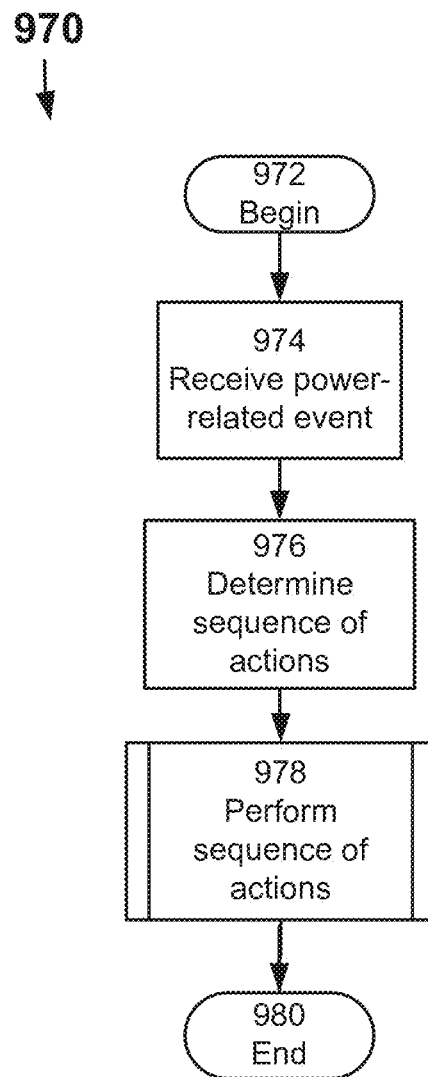 970
972
Begin
974
Receive power-
related event
976
Determine
sequence of
actions
978
Perform
sequence of
actions
980
End